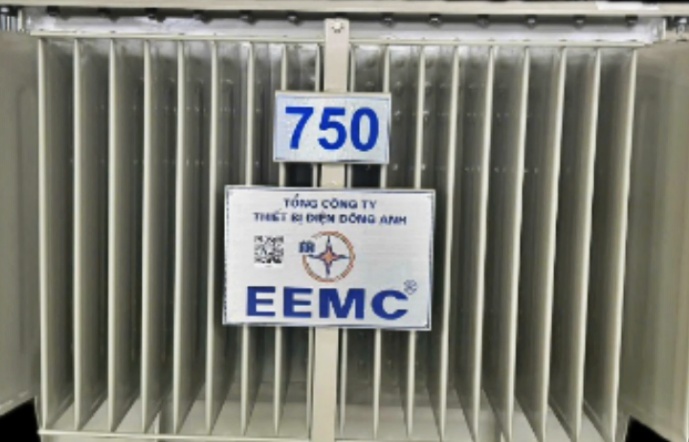 750
TỔNG CÔNG TY
THIẾT BỊ ĐIỆN ĐÔNG ANH
EEMC®